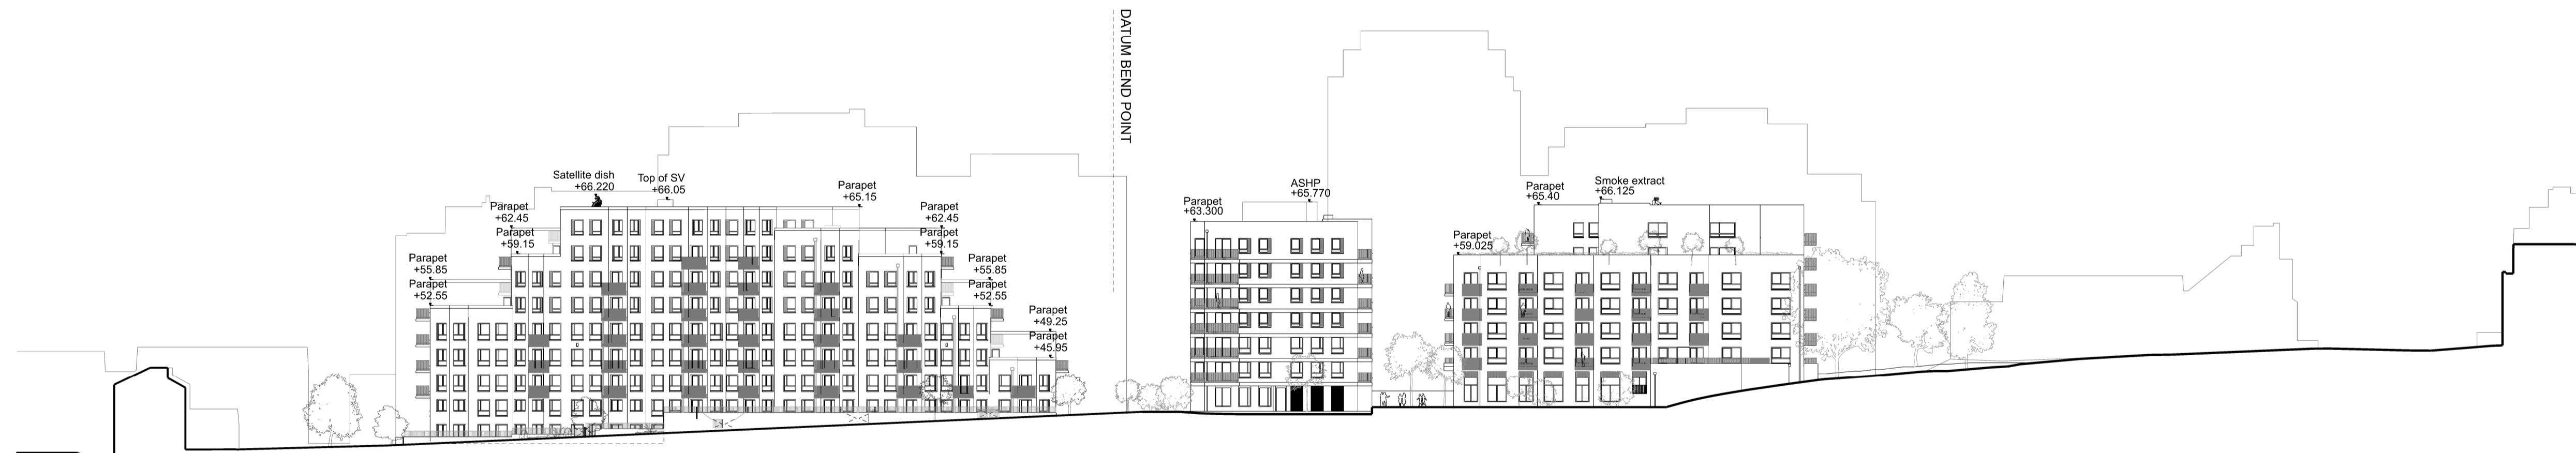 DATUM BEND POINT
Satellite dish
+66.220
Top of SV
+66.05
Parapet
+65.15
Parapet
+62.45
Parapet
+59.15
Parapet
+55.85
Parapet
+52.55
Parapet
+62.45
Parapet
+59.15
Parapet
+55.85
Parapet
+52.55
Parapet
+49.25
Parapet
+45.95
Parapet
+63.300
ASHP
+65.770
Parapet
+65.40
Smoke extract
+66.125
Parapet
+59.025